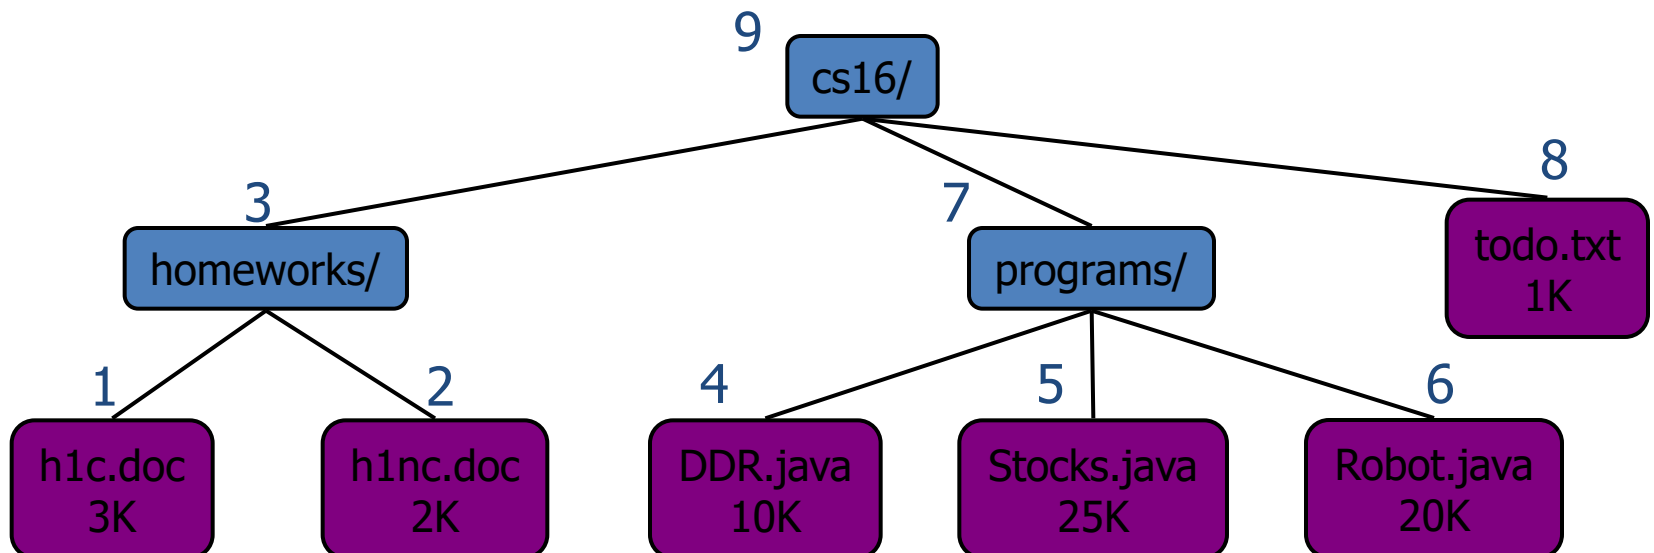 9
cs16/
8
3
7
homeworks/
programs/
todo.txt
1K
1
2
4
5
6
h1c.doc
3K
h1nc.doc
2K
DDR.java
10K
Stocks.java
25K
Robot.java
20K